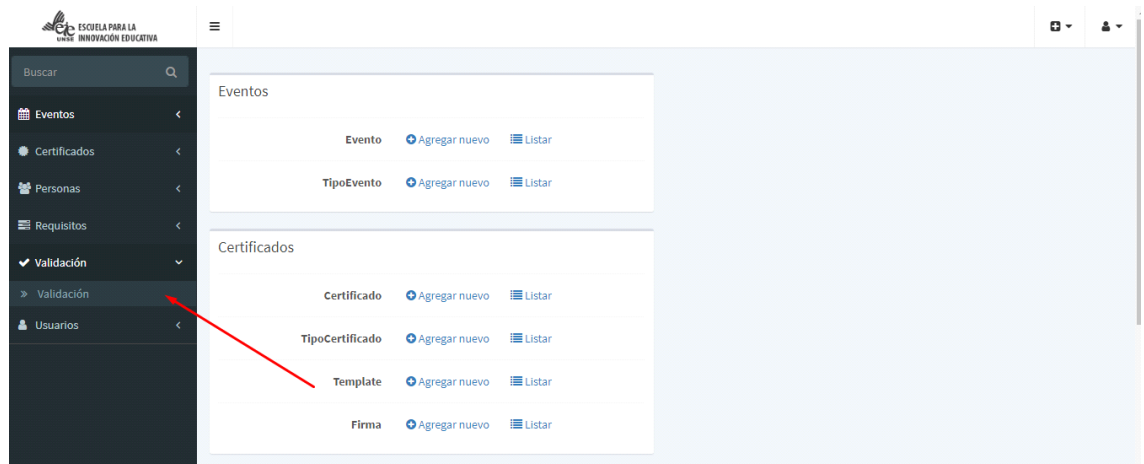 eie ESCUELA PARA LA
UNSE INNOVACIÓN EDUCATIVA
Buscar
Eventos
Certificados
Personas
Requisitos
Validación
» Validación
Usuarios
Eventos
Evento Agregar nuevo Listar
TipoEvento Agregar nuevo Listar
Certificados
Certificado Agregar nuevo Listar
TipoCertificado Agregar nuevo Listar
Template Agregar nuevo Listar
Firma Agregar nuevo Listar